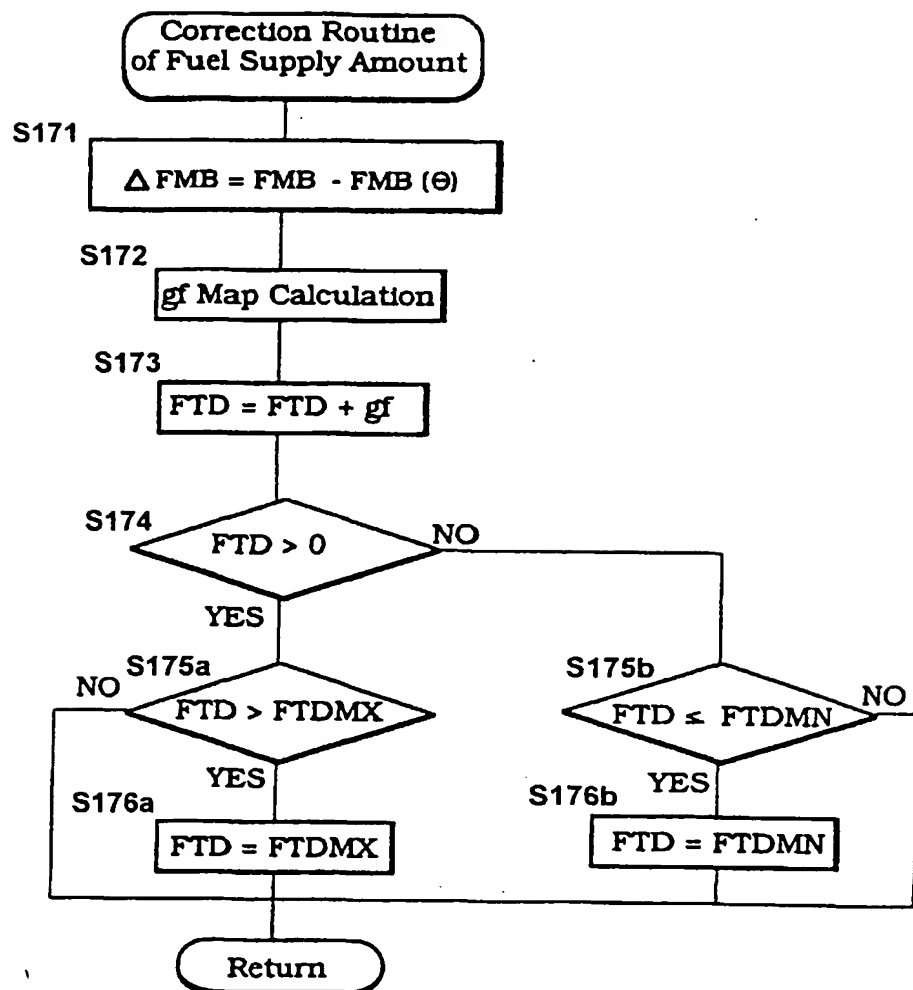 Correction Routine
of Fuel Supply Amount
S171
Δ FMB = FMB - FMB (Θ)
S172
gf Map Calculation
S173
FTD = FTD + gf
S174
FTD > 0
NO
YES
S175a
NO
FTD > FTDMX
YES
S175b
FTD ≤ FTDMN
NO
YES
S176a
FTD = FTDMX
S176b
FTD = FTDMN
Return